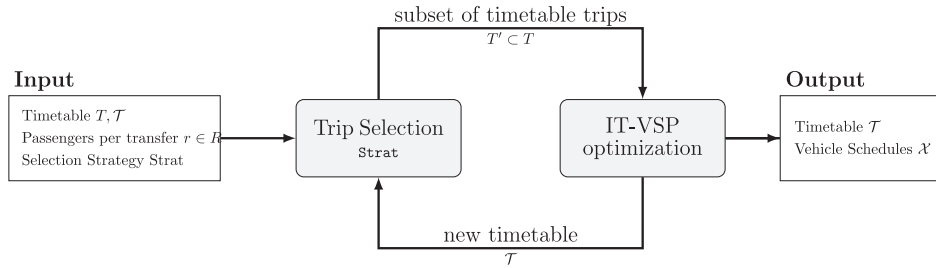 subset of timetable trips
T′ ⊂ T
Input
Timetable T, 𝒯
Passengers per transfer r ∈ R
Selection Strategy Strat
Trip Selection
Strat
IT-VSP
optimization
Output
Timetable 𝒯
Vehicle Schedules 𝒳
new timetable
𝒯